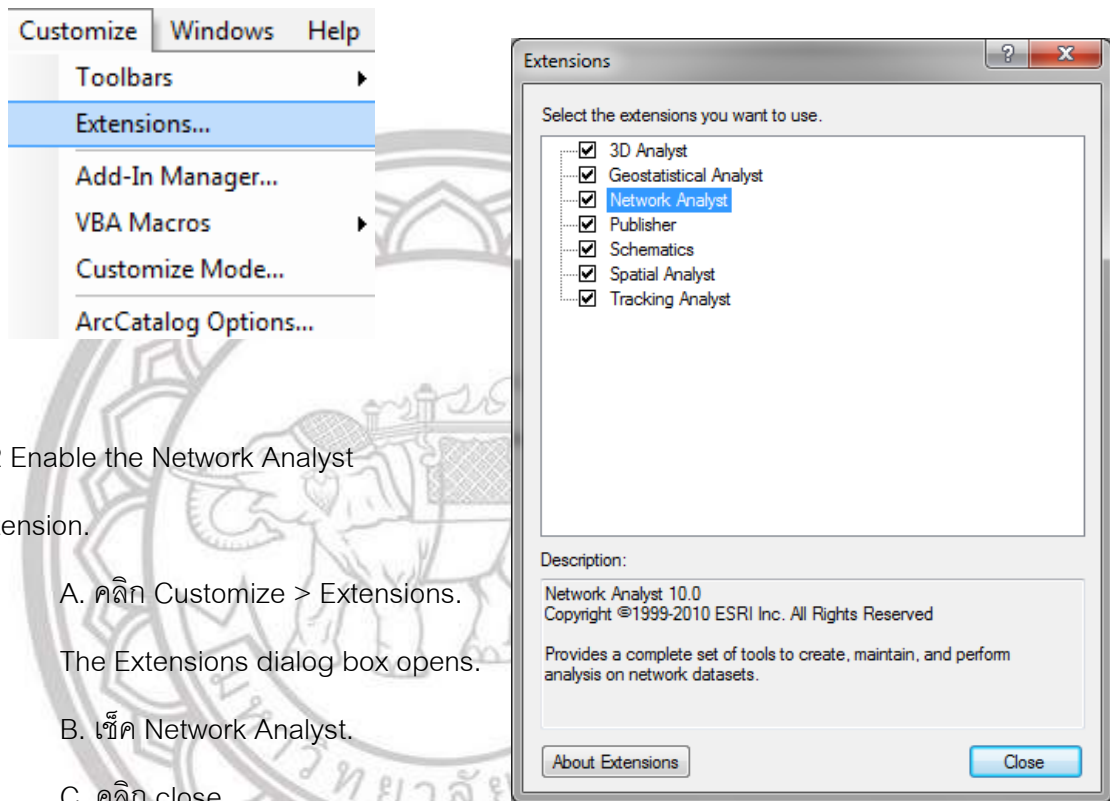 Customize Windows Help
Toolbars
Extensions...
Add-In Manager...
VBA Macros
Customize Mode...
ArcCatalog Options...
Extensions
Select the extensions you want to use.
3D Analyst
Geostatistical Analyst
Network Analyst
Publisher
Schematics
Spatial Analyst
Tracking Analyst
Description:
Network Analyst 10.0
Copyright ©1999-2010 ESRI Inc. All Rights Reserved
Provides a complete set of tools to create, maintain, and perform
analysis on network datasets.
About Extensions
Close
Enable the Network Analyst
ension.
A. คลิก Customize > Extensions.
The Extensions dialog box opens.
B. เช็ค Network Analyst.
C. คลิก close